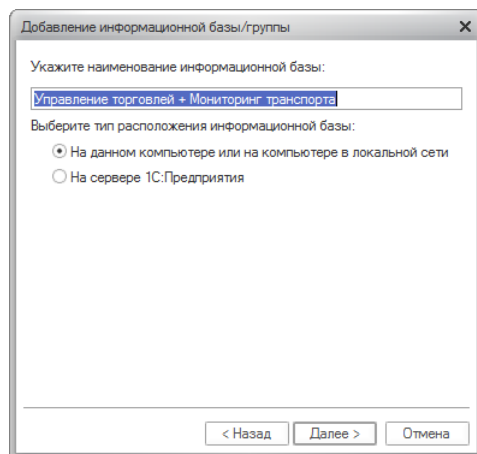 Добавление информационной базы/группы
Укажите наименование информационной базы:
Управление торговлей + Мониторинг транспорта
Выберите тип расположения информационной базы:
На данном компьютере или на компьютере в локальной сети
На сервере 1С:Предприятия
< Назад Далее > Отмена